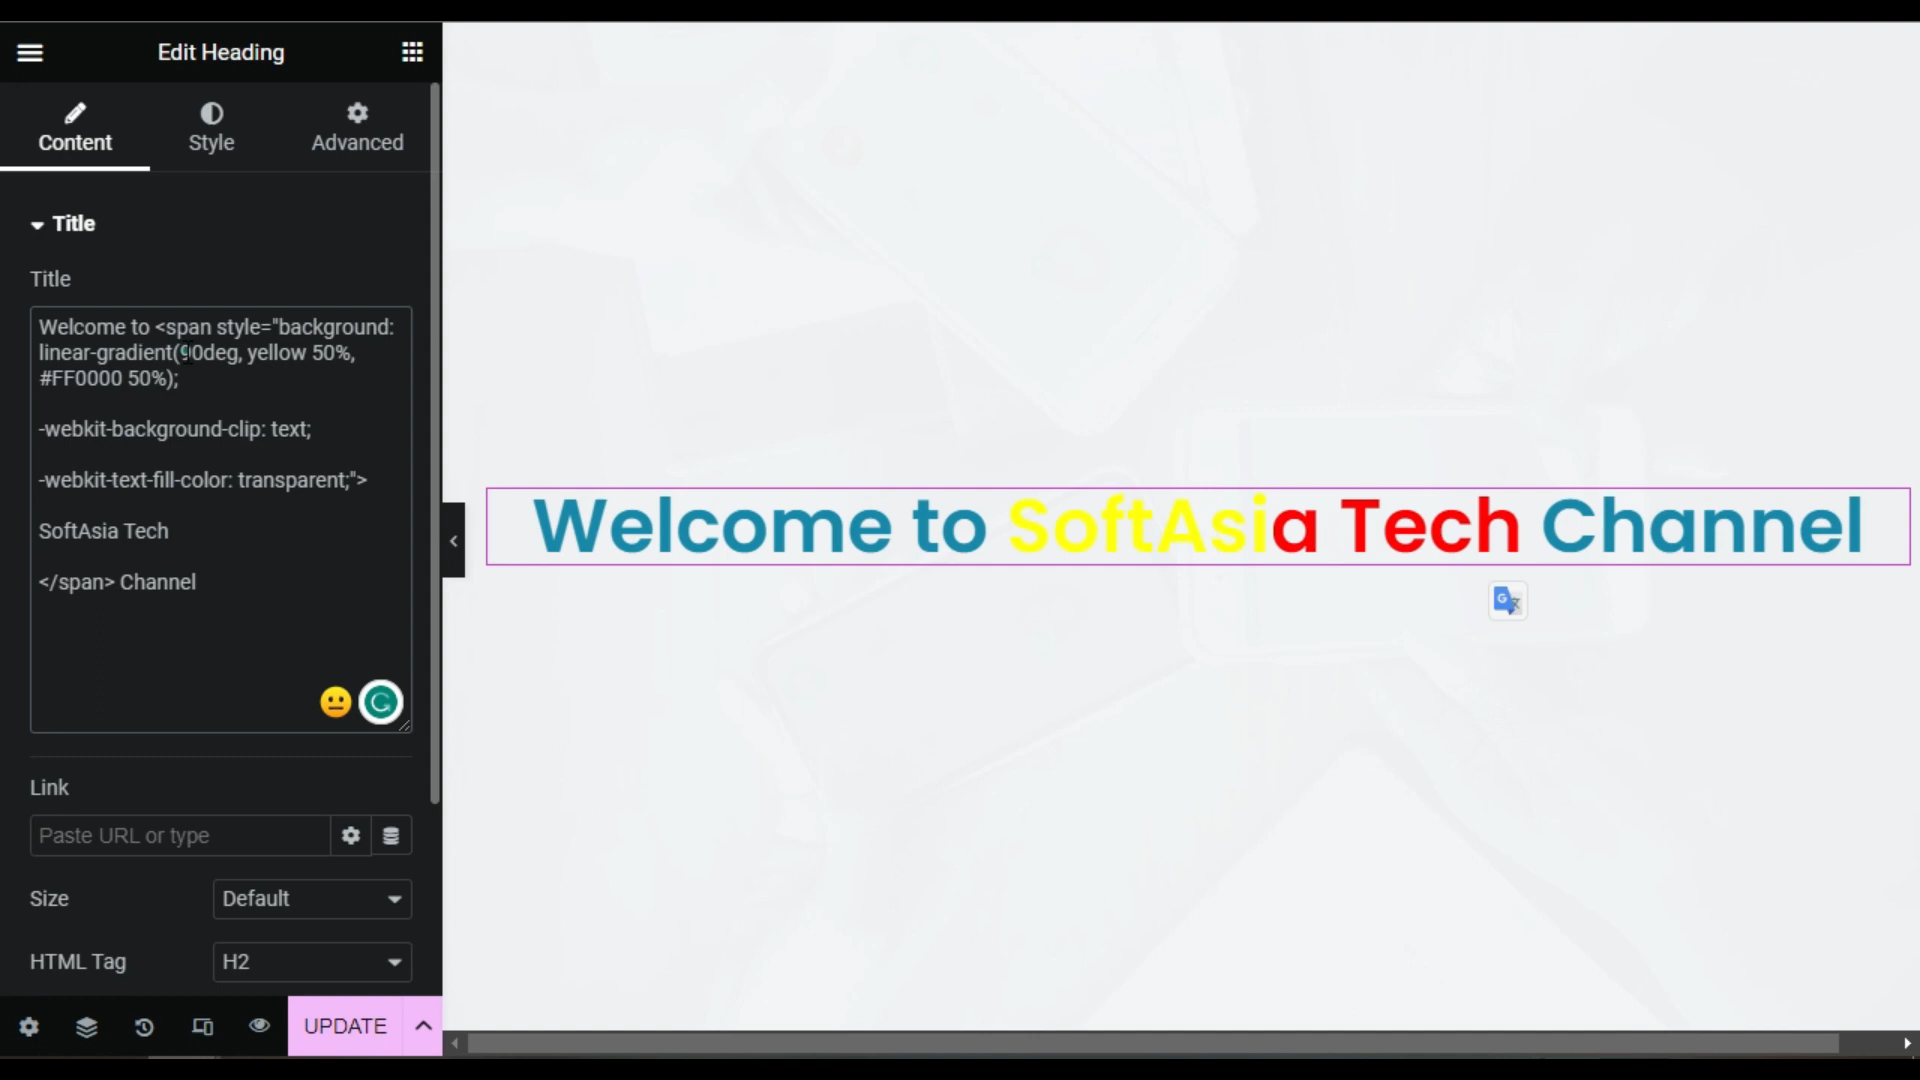 Edit Heading
Content
Style
Advanced
Title
Title
Welcome to <span style="background:
linear-gradient(90deg, yellow 50%,
#FF0000 50%);
-webkit-background-clip: text;
-webkit-text-fill-color: transparent;">
SoftAsia Tech
</span> Channel
Link
Paste URL or type
Size
Default
HTML Tag
H2
UPDATE
Welcome to SoftAsia Tech Channel